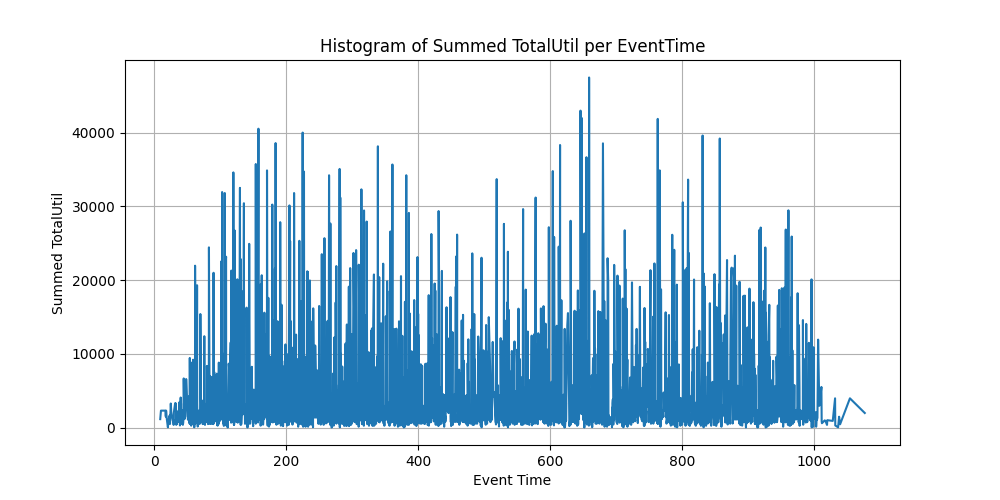 Histogram of Summed TotalUtil per EventTime
Summed TotalUtil
40000
30000
20000
10000
0
0 200 400 600 800 1000
Event Time